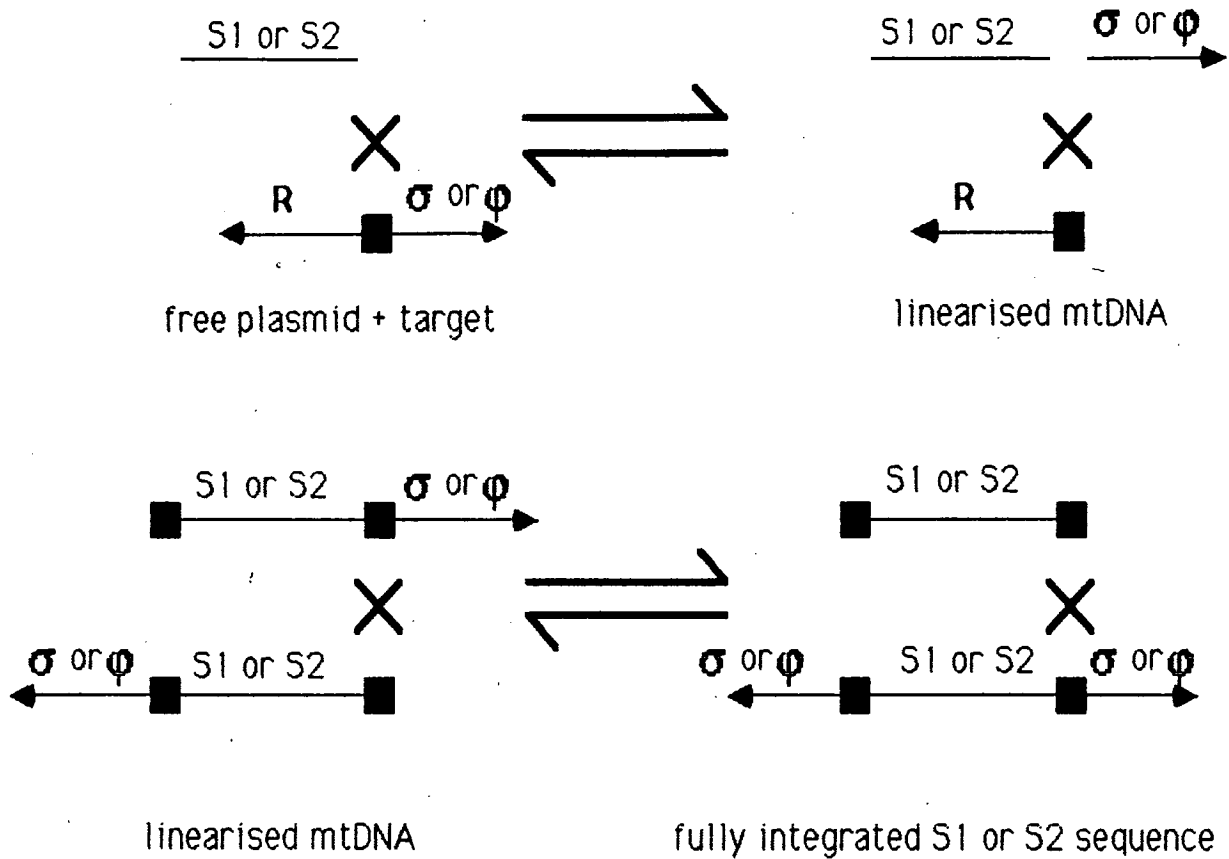 S1 or S2
S1 or S2
σ or φ
R
σ or φ
R
free plasmid + target
linearised mtDNA
S1 or S2
σ or φ
S1 or S2
σ or φ
S1 or S2
σ or φ
S1 or S2
σ or φ
linearised mtDNA
fully integrated S1 or S2 sequence